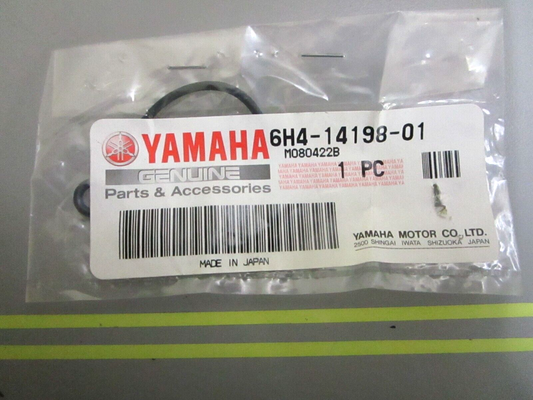 YAMAHA 6H4-14198-01
M080422B
GENUINE
1 PC
Parts & Accessories
YAMAHA MOTOR CO., LTD.
2500 SHINGAI IWATA SHIZUOKA JAPAN
MADE IN JAPAN